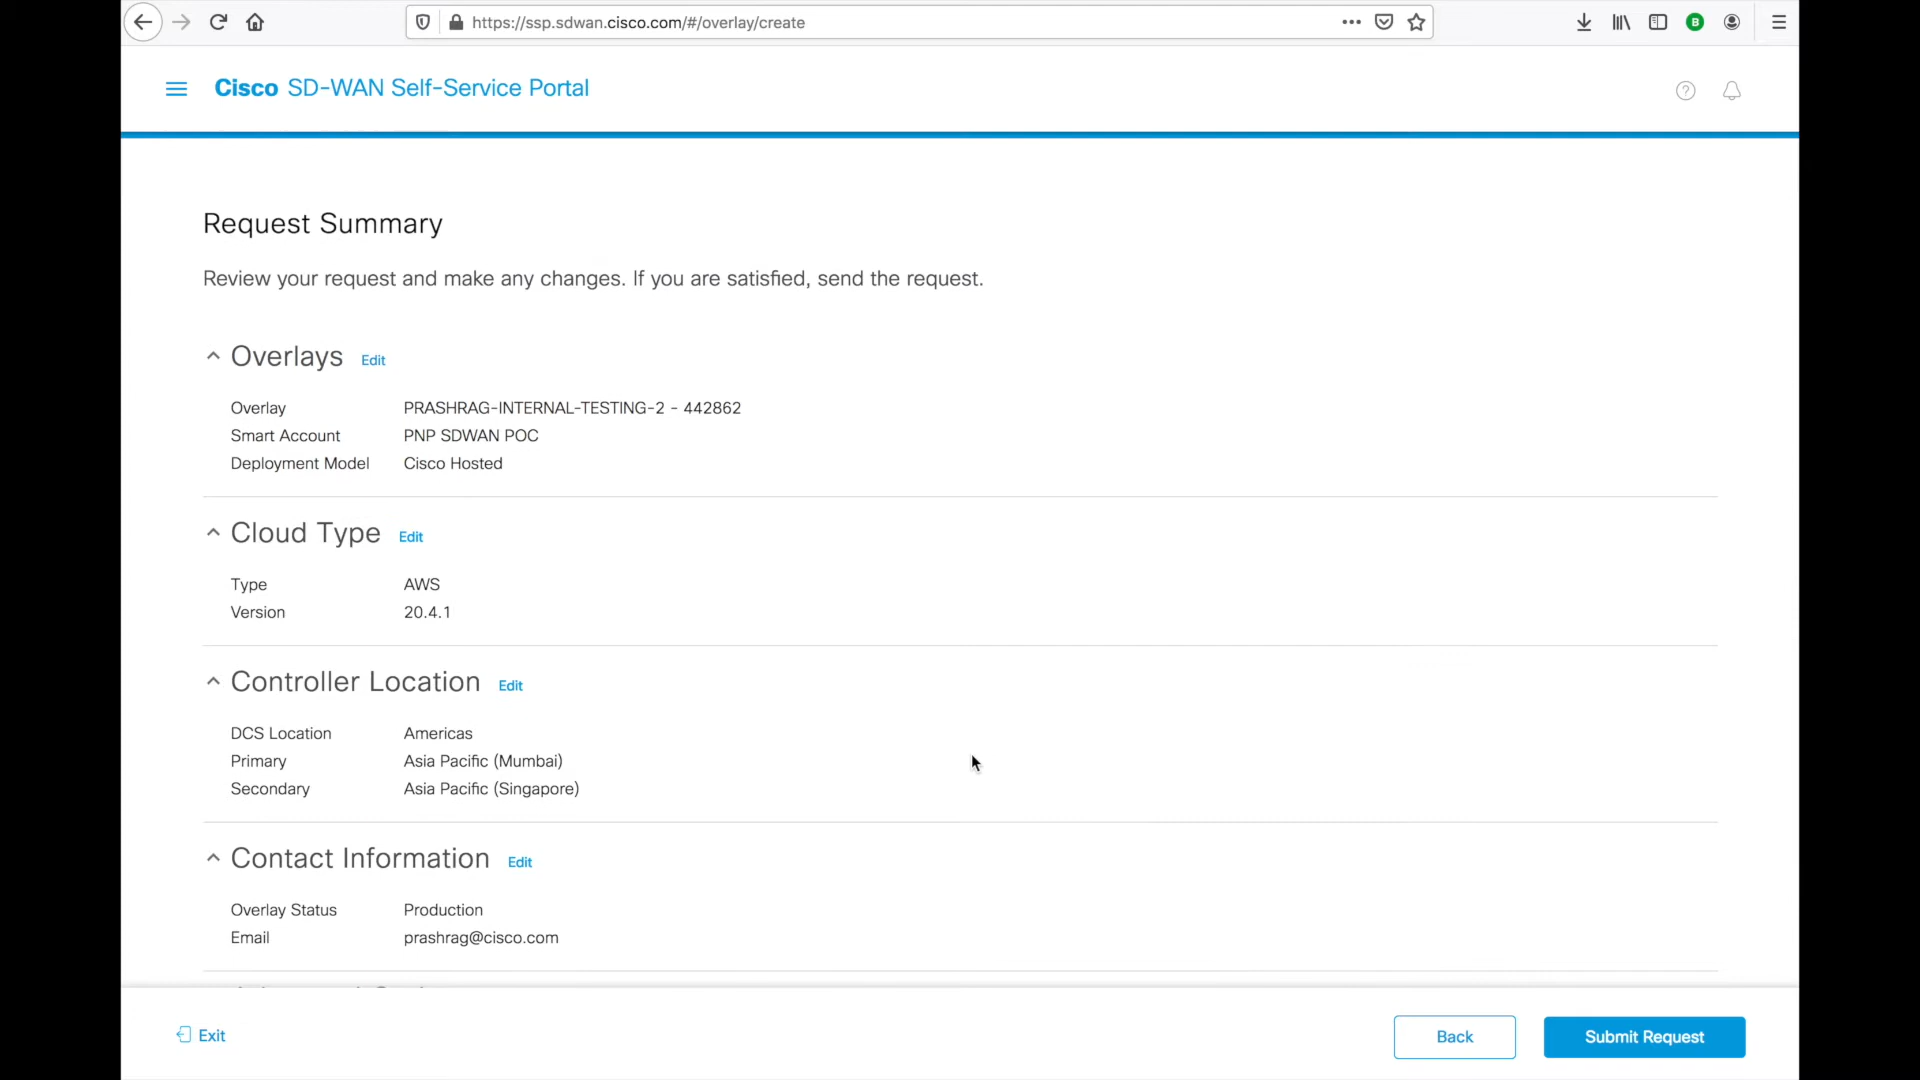 https://ssp.sdwan.cisco.com/#/overlay/create
B
Cisco SD-WAN Self-Service Portal
?
Request Summary
Review your request and make any changes. If you are satisfied, send the request.
Overlays Edit
Overlay PRASHRAG-INTERNAL-TESTING-2 - 442862
Smart Account PNP SDWAN POC
Deployment Model Cisco Hosted
Cloud Type Edit
Type AWS
Version 20.4.1
Controller Location Edit
DCS Location Americas
Primary Asia Pacific (Mumbai)
Secondary Asia Pacific (Singapore)
Contact Information Edit
Overlay Status Production
Email prashrag@cisco.com
Exit
Back
Submit Request